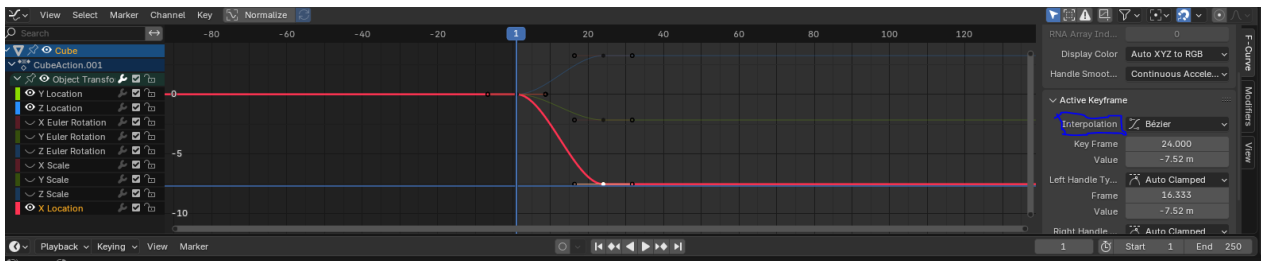 View Select Marker Channel Key Normalize
Search
-80 -60 -40 -20 1 20 40 60 80 100 120
Cube
CubeAction.001
Object Transfo
Y Location
Z Location
X Euler Rotation
Y Euler Rotation
Z Euler Rotation
X Scale
Y Scale
Z Scale
X Location
0
-5
-10
RNA Array Ind... 0
Display Color Auto XYZ to RGB
Handle Smoot... Continuous Accele...
Active Keyframe
Interpolation Bézier
Key Frame 24.000
Value -7.52 m
Left Handle Ty... Auto Clamped
Frame 16.333
Value -7.52 m
Right Handle ... Auto Clamped
F-Curve
Modifiers
View
Playback Keying View Marker 1 Start 1 End 250